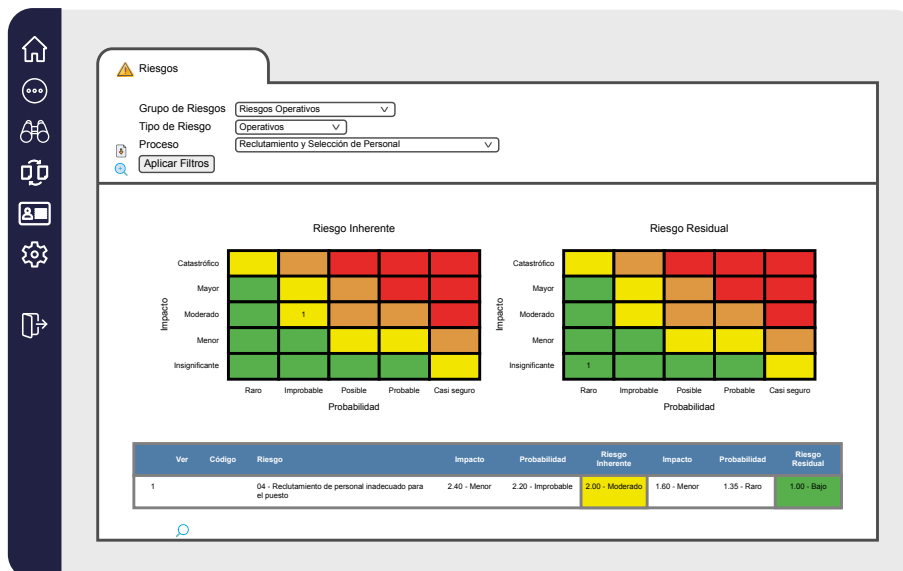 Riesgos
Grupo de Riesgos Riesgos Operativos
Tipo de Riesgo Operativos
Proceso Reclutamiento y Selección de Personal
Aplicar Filtros
Riesgo Inherente
Impacto
Catastrófico
Mayor
Moderado 1
Menor
Insignificante
Raro Improbable Posible Probable Casi seguro
Probabilidad
Riesgo Residual
Impacto
Catastrófico
Mayor
Moderado
Menor
Insignificante 1
Raro Improbable Posible Probable Casi seguro
Probabilidad
Ver Código Riesgo Impacto Probabilidad Riesgo Inherente Impacto Probabilidad Riesgo Residual
1 04 - Reclutamiento de personal inadecuado para 2.40 - Menor 2.20 - Improbable 2.00 - Moderado 1.60 - Menor 1.35 - Raro 1.00 - Bajo
el puesto